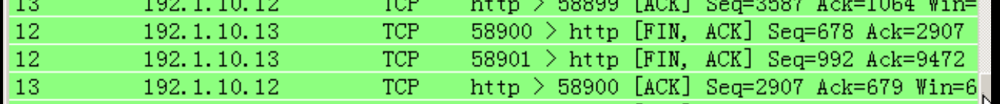 13 192.1.10.12 TCP http > 58899 [ACK] Seq=3587 Ack=1064 Win=
12 192.1.10.13 TCP 58900 > http [FIN, ACK] Seq=678 Ack=2907
12 192.1.10.13 TCP 58901 > http [FIN, ACK] Seq=992 Ack=9472
13 192.1.10.12 TCP http > 58900 [ACK] Seq=2907 Ack=679 Win=6